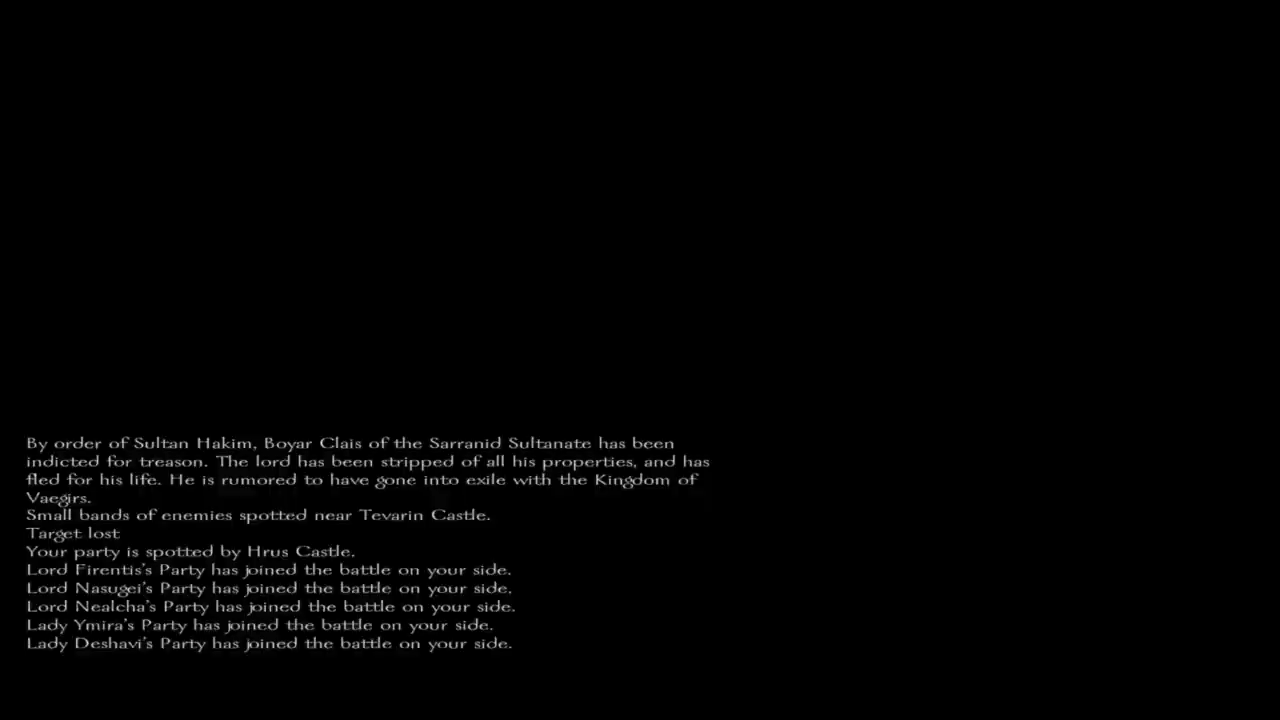 By order of Sultan Hakim, Boyar Clais of the Sarranid Sultanate has been
indicted for treason. The lord has been stripped of all his properties, and has
fled for his life. He is rumored to have gone into exile with the Kingdom of
Vaegirs.
Small bands of enemies spotted near Tevarin Castle.
Target lost
Your party is spotted by Hrus Castle.
Lord Firentis's Party has joined the battle on your side.
Lord Nasugei's Party has joined the battle on your side.
Lord Nealcha's Party has joined the battle on your side.
Lady Ymira's Party has joined the battle on your side.
Lady Deshavi's Party has joined the battle on your side.